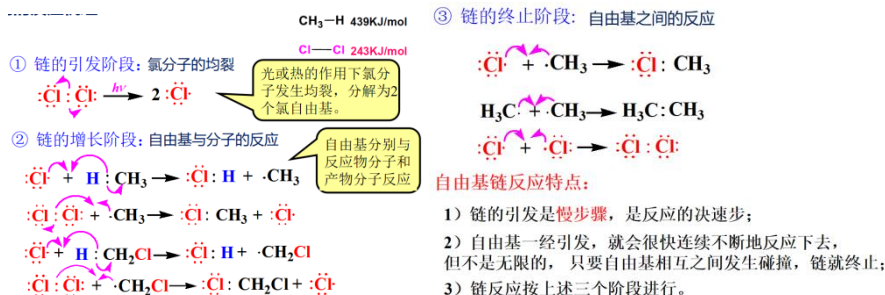 CH₃－H 439KJ/mol
Cl—Cl 243KJ/mol
① 链的引发阶段: 氯分子的均裂
:Cl:Cl: hν 2 :Cl·
光或热的作用下氯分
子发生均裂，分解为2
个氯自由基。
② 链的增长阶段: 自由基与分子的反应
自由基分别与
反应物分子和
产物分子反应
:Cl· + H:CH₃ → :Cl:H + ·CH₃
:Cl:Cl: + ·CH₃ → :Cl:CH₃ + :Cl·
:Cl· + H:CH₂Cl → :Cl:H + ·CH₂Cl
:Cl:Cl: + ·CH₂Cl → :Cl:CH₂Cl + :Cl·
③ 链的终止阶段: 自由基之间的反应
:Cl· + ·CH₃ → :Cl:CH₃
H₃C· + ·CH₃ → H₃C:CH₃
:Cl· + ·Cl: → :Cl:Cl:
自由基链反应特点：
1）链的引发是慢步骤，是反应的决速步；
2）自由基一经引发，就会很快连续不断地反应下去，
但不是无限的， 只要自由基相互之间发生碰撞，链就终止；
3）链反应按上述三个阶段进行。